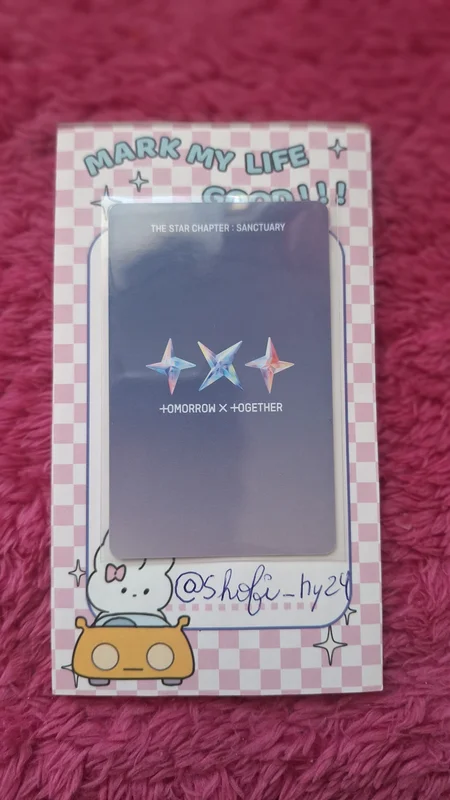 MARK MY LIFE
GOOD!!!
THE STAR CHAPTER : SANCTUARY
TOMORROW X TOGETHER
@shofi_hy24